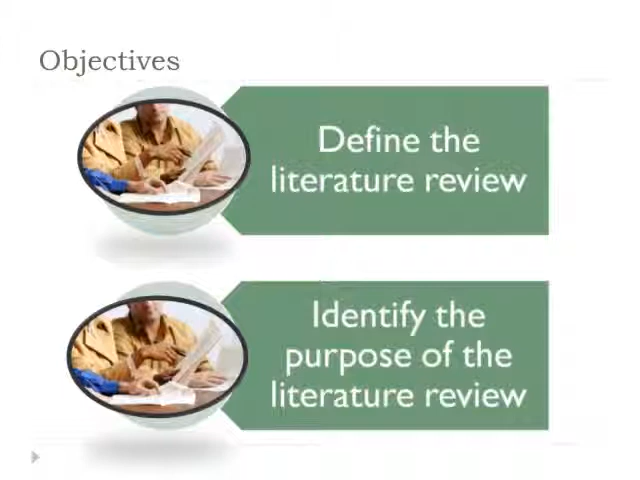 Objectives
Define the
literature review
Identify the
purpose of the
literature review